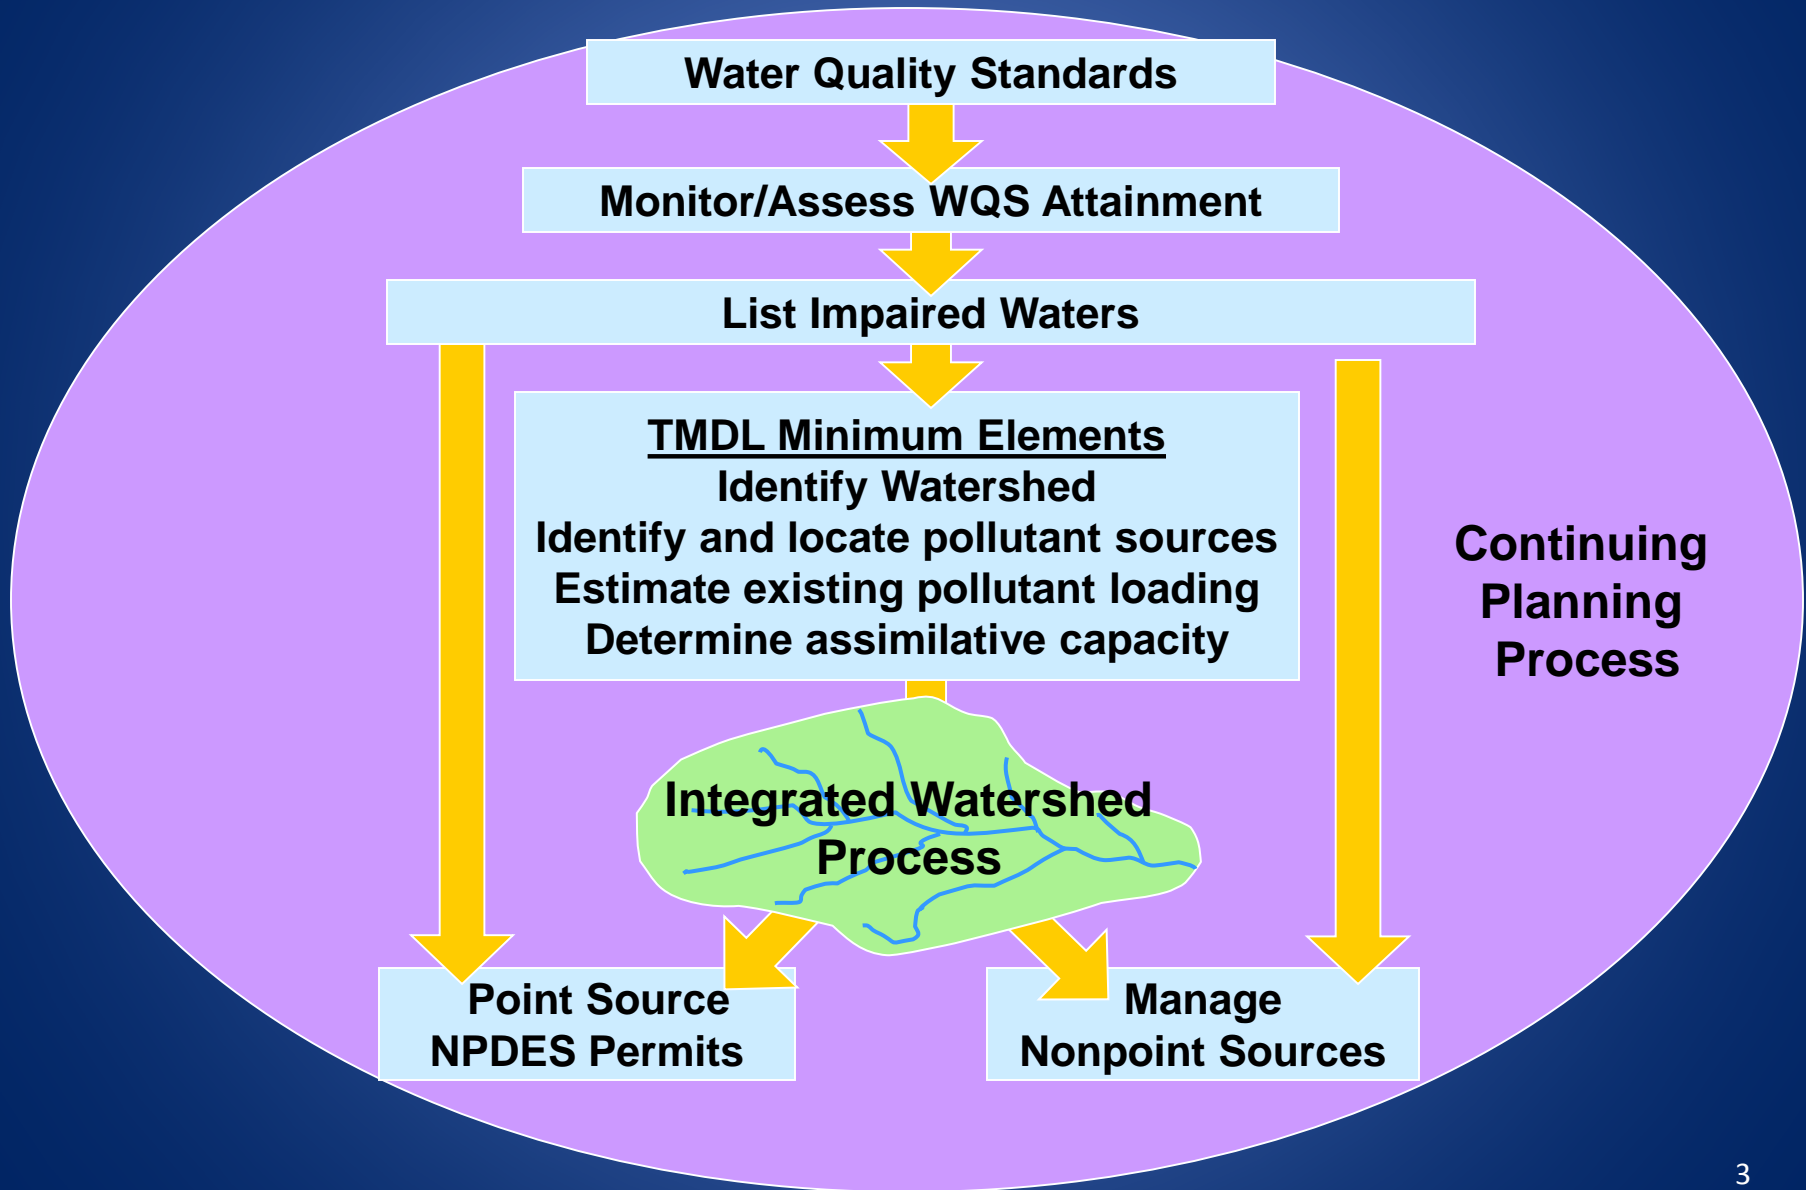 Water Quality Standards
Monitor/Assess WQS Attainment
List Impaired Waters
TMDL Minimum Elements
Identify Watershed
Identify and locate pollutant sources
Estimate existing pollutant loading
Determine assimilative capacity
Continuing
Planning
Process
Integrated Watershed
Process
Point Source
NPDES Permits
Manage
Nonpoint Sources
3